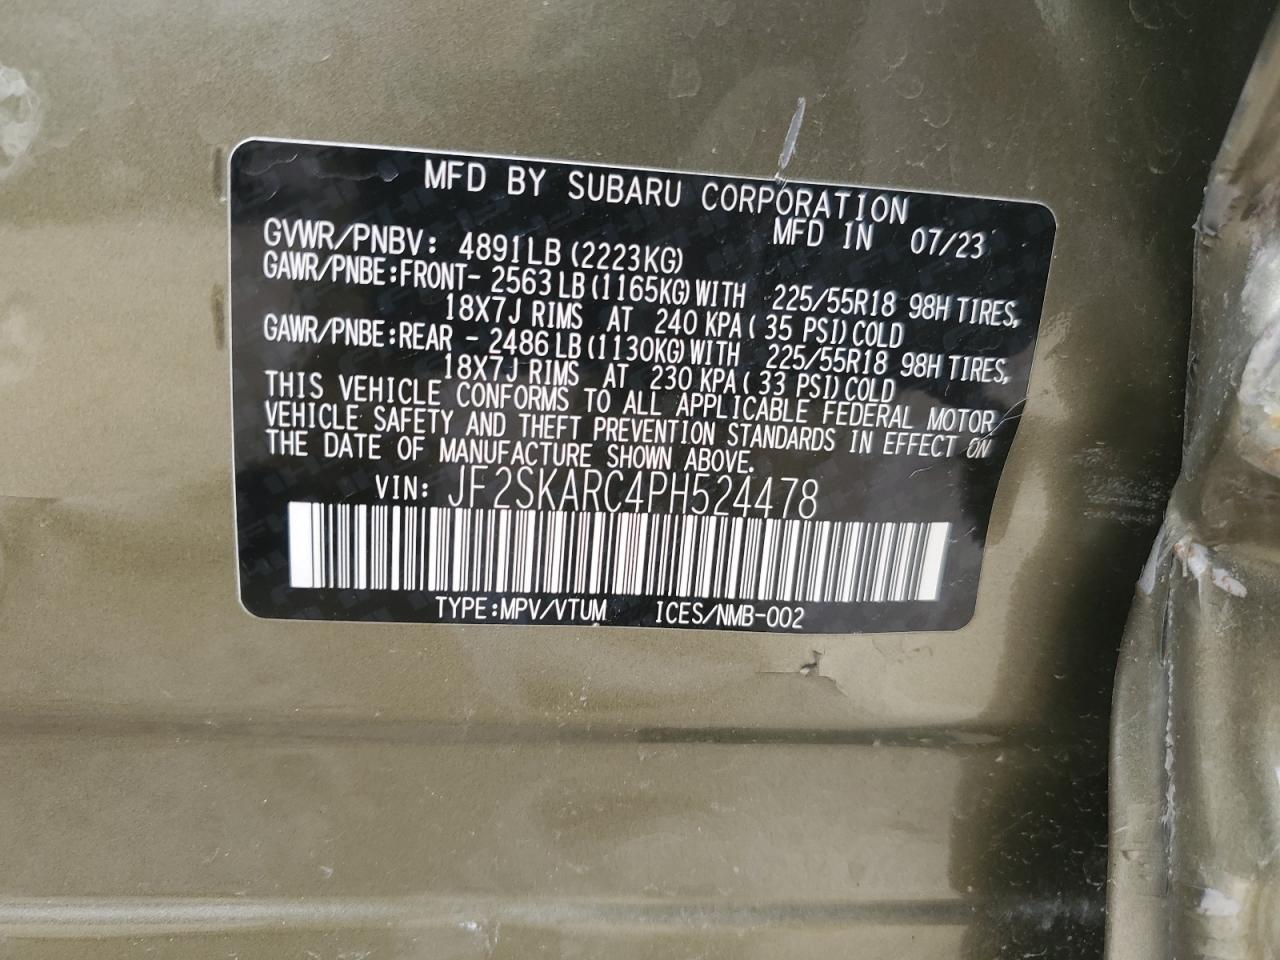 MFD BY SUBARU CORPORATION
MFD IN 07/23
GVWR/PNBV: 4891LB (2223KG)
GAWR/PNBE:FRONT- 2563 LB (1165KG) WITH 225/55R18 98H TIRES,
18X7J RIMS AT 240 KPA ( 35 PSI) COLD
GAWR/PNBE:REAR - 2486 LB (1130KG) WITH 225/55R18 98H TIRES,
18X7J RIMS AT 230 KPA ( 33 PSI) COLD
THIS VEHICLE CONFORMS TO ALL APPLICABLE FEDERAL MOTOR
VEHICLE SAFETY AND THEFT PREVENTION STANDARDS IN EFFECT ON
THE DATE OF MANUFACTURE SHOWN ABOVE.
VIN: JF2SKARC4PH524478
TYPE:MPV/VTUM ICES/NMB-002